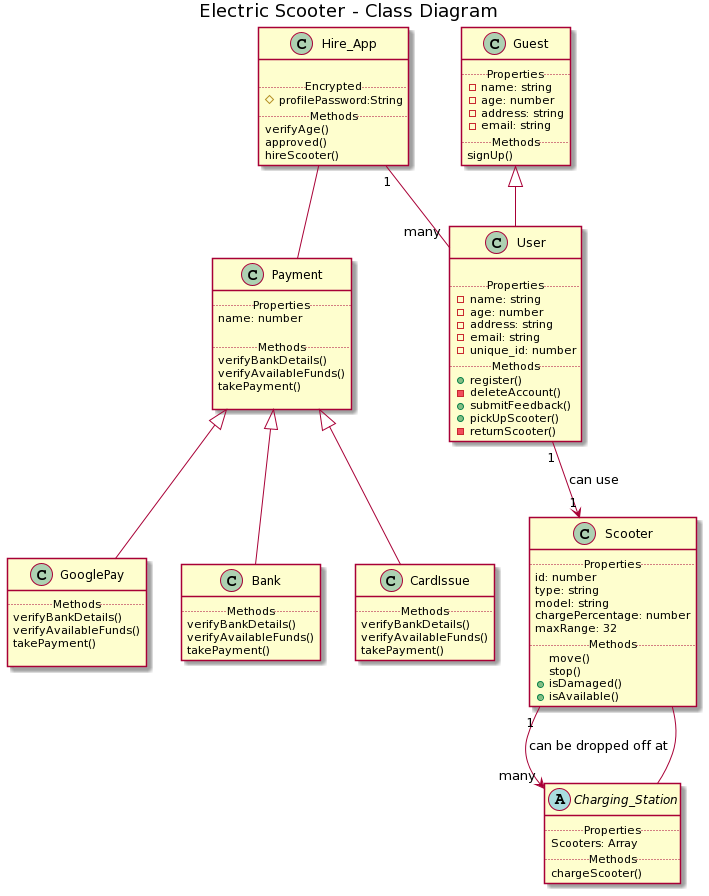 Electric Scooter - Class Diagram
C Hire_App
Encrypted
profilePassword:String
Methods
verifyAge()
approved()
hireScooter()
C Guest
Properties
name: string
age: number
address: string
email: string
Methods
signUp()
1
many
C User
Properties
name: string
age: number
address: string
email: string
unique_id: number
Methods
register()
deleteAccount()
submitFeedback()
pickUpScooter()
returnScooter()
C Payment
Properties
name: number
Methods
verifyBankDetails()
verifyAvailableFunds()
takePayment()
1
can use
1
C GooglePay
Methods
verifyBankDetails()
verifyAvailableFunds()
takePayment()
C Bank
Methods
verifyBankDetails()
verifyAvailableFunds()
takePayment()
C CardIssue
Methods
verifyBankDetails()
verifyAvailableFunds()
takePayment()
C Scooter
Properties
id: number
type: string
model: string
chargePercentage: number
maxRange: 32
Methods
move()
stop()
isDamaged()
isAvailable()
1
can be dropped off at
many
A Charging_Station
Properties
Scooters: Array
Methods
chargeScooter()